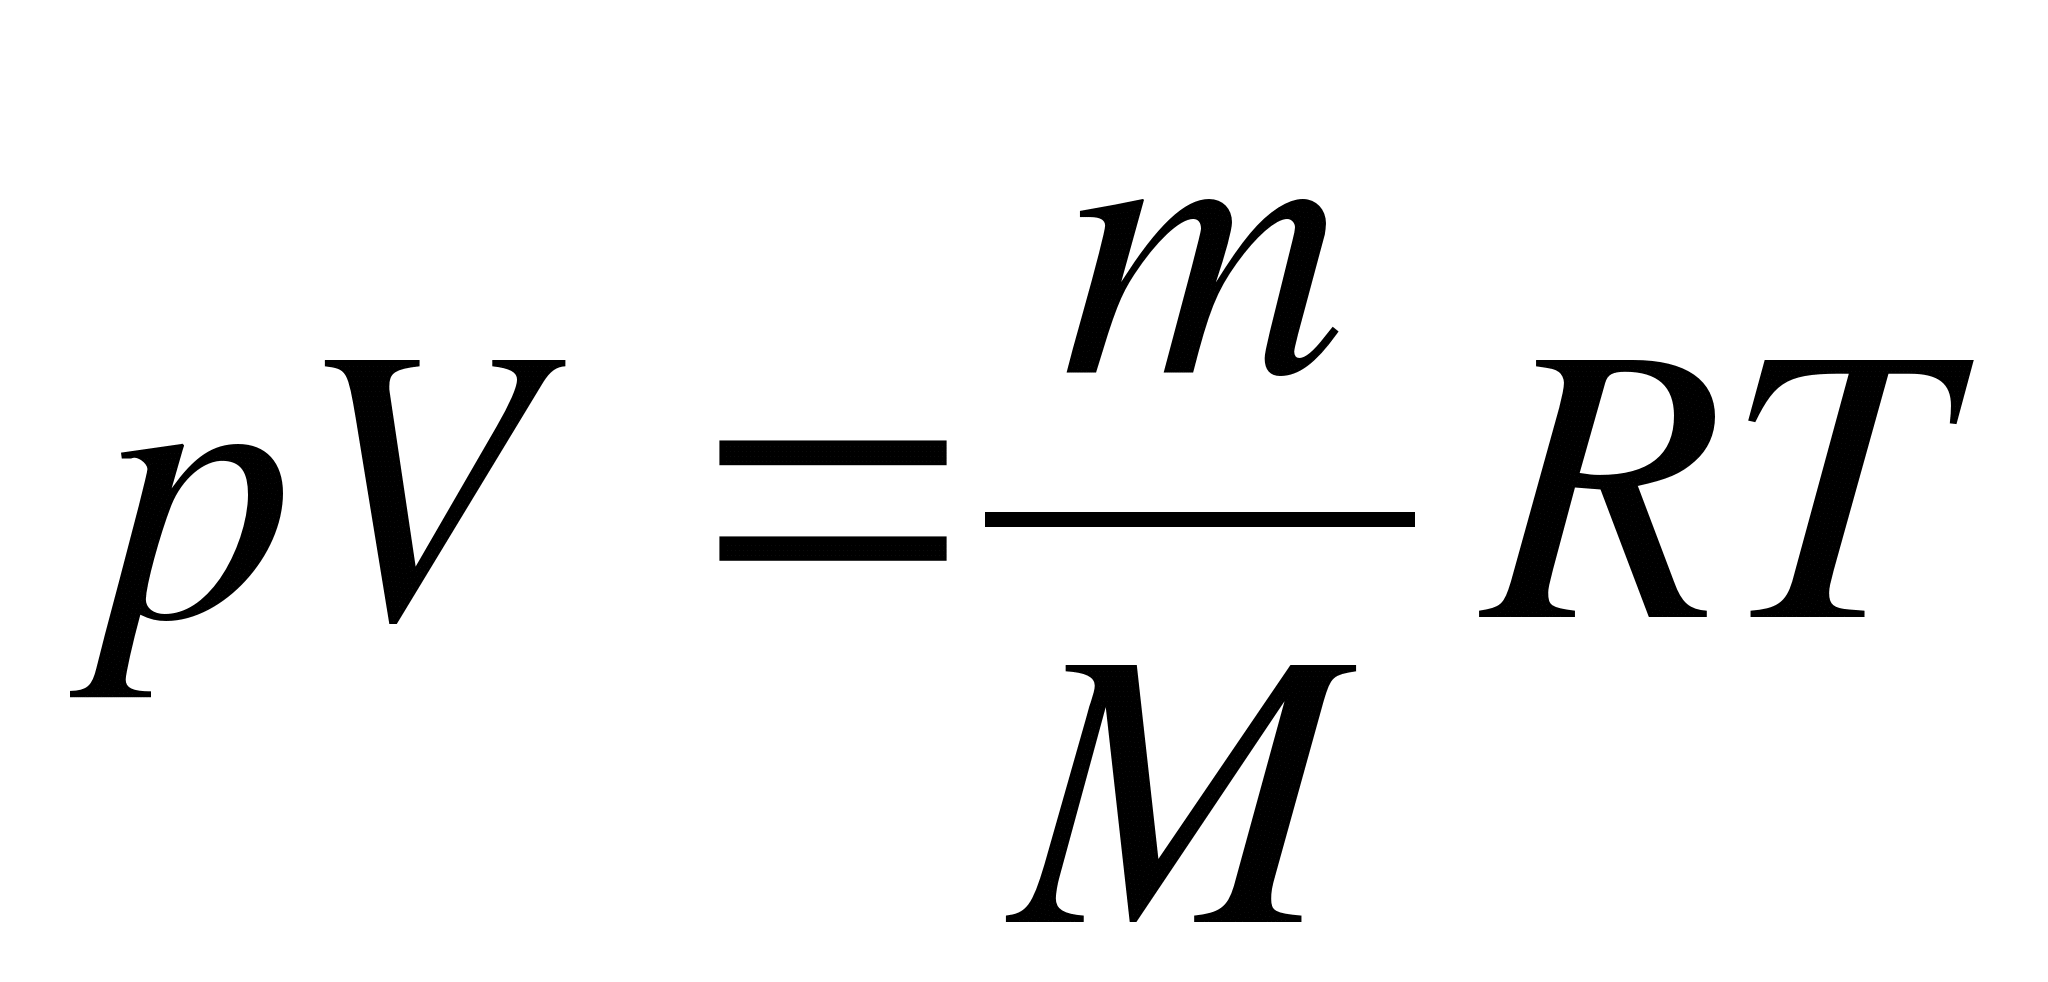 pV = m/M RT